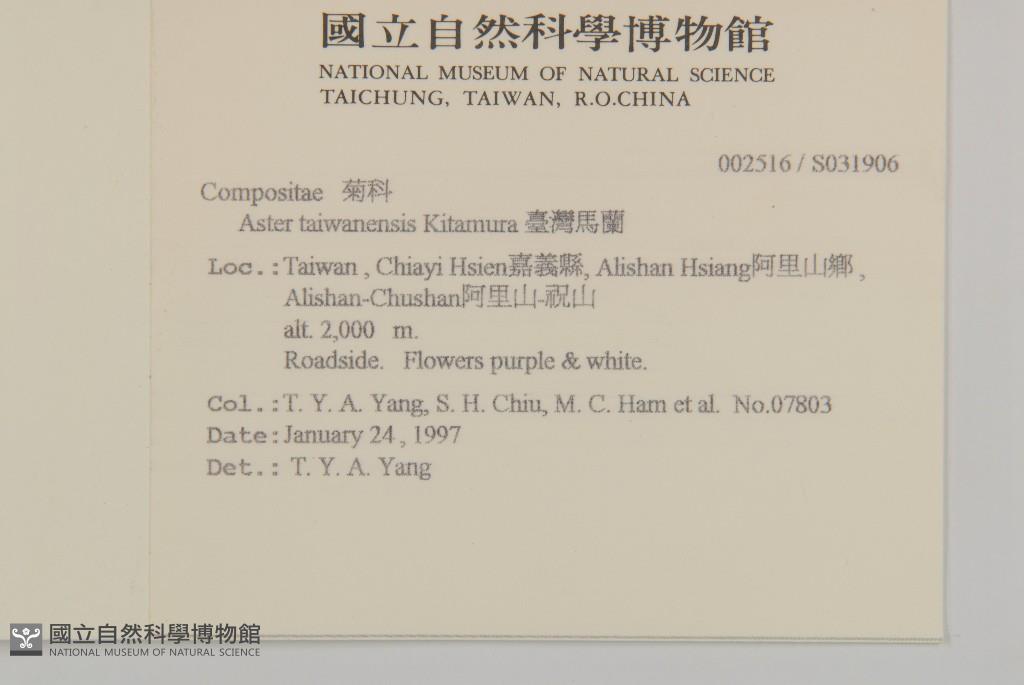 國立自然科學博物館
NATIONAL MUSEUM OF NATURAL SCIENCE
TAICHUNG, TAIWAN, R.O.CHINA
002516 / S031906
Compositae 菊科
Aster taiwanensis Kitamura 臺灣馬蘭
Loc.:Taiwan , Chiayi Hsien嘉義縣, Alishan Hsiang阿里山鄉 ,
Alishan-Chushan阿里山-祝山
alt. 2,000 m.
Roadside. Flowers purple & white.
Col.:T. Y. A. Yang, S. H. Chiu, M. C. Ham et al. No.07803
Date:January 24 , 1997
Det.: T. Y. A. Yang
國立自然科學博物館
NATIONAL MUSEUM OF NATURAL SCIENCE